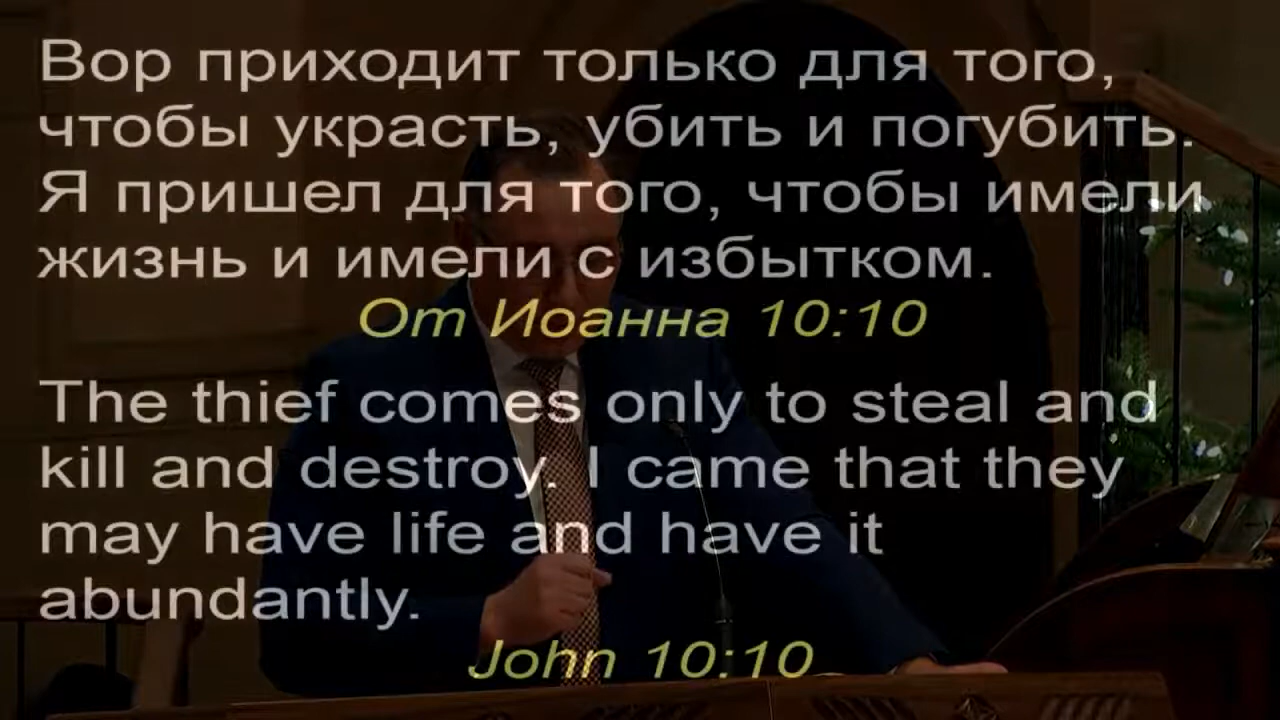 Вор приходит только для того,
чтобы украсть, убить и погубить.
Я пришел для того, чтобы имели
жизнь и имели с избытком.
От Иоанна 10:10
The thief comes only to steal and
kill and destroy. I came that they
may have life and have it
abundantly.
John 10:10